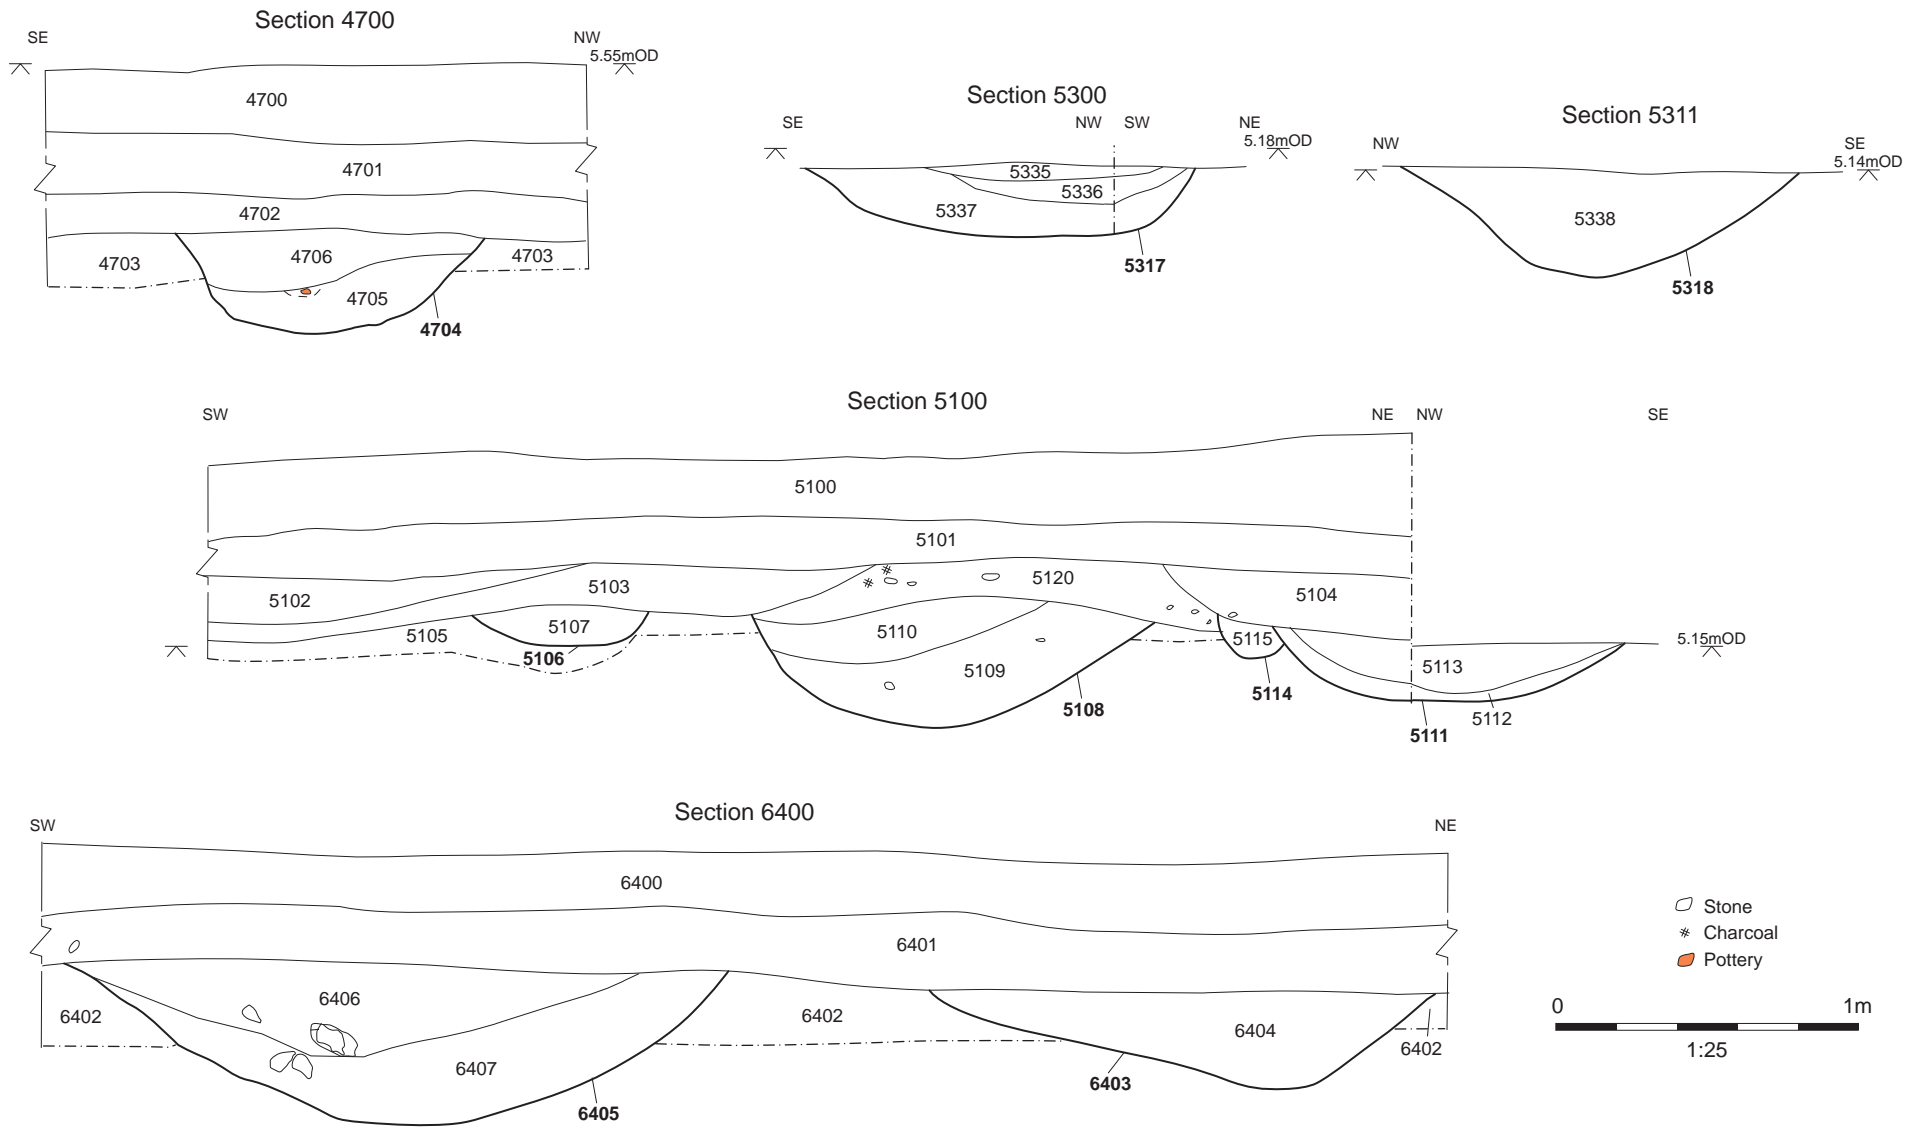 Section 4700
SE
NW
5.55mOD
4700
4701
4702
4703
4706
4703
4705
4704
Section 5300
SE
NW SW
NE
5.18mOD
5335
5336
5337
5317
Section 5311
NW
SE
5.14mOD
5338
5318
Section 5100
SW
NE NW
SE
5100
5101
5102
5103
5120
5104
5105
5107
5110
5115
5.15mOD
5106
5109
5113
5108
5114
5112
5111
Section 6400
SW
NE
6400
6401
6406
6402
6402
6404
6402
6407
6403
6405
Stone
Charcoal
Pottery
0 1m
1:25